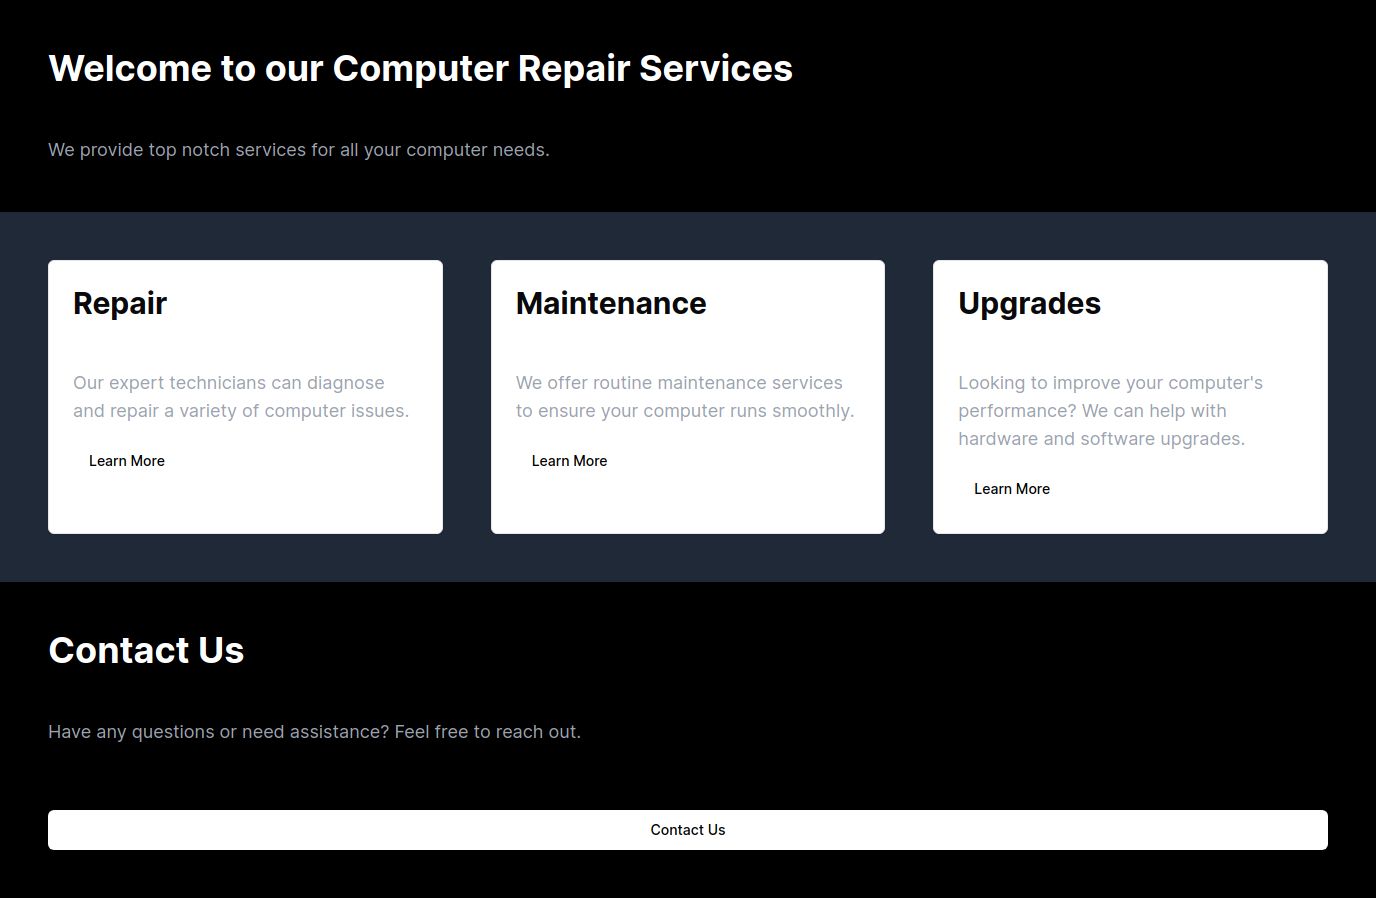 Welcome to our Computer Repair Services
We provide top notch services for all your computer needs.
Repair
Our expert technicians can diagnose
and repair a variety of computer issues.
Learn More
Maintenance
We offer routine maintenance services
to ensure your computer runs smoothly.
Learn More
Upgrades
Looking to improve your computer's
performance? We can help with
hardware and software upgrades.
Learn More
Contact Us
Have any questions or need assistance? Feel free to reach out.
Contact Us